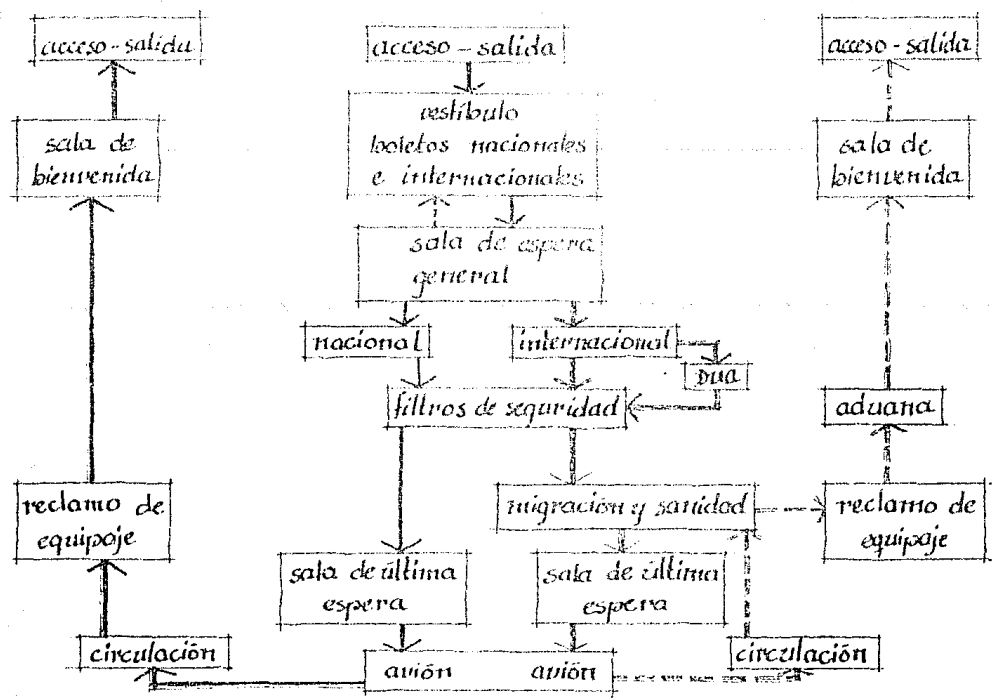 acceso-salida
acceso-salida
acceso-salida
vestíbulo
boletos nacionales
e internacionales
sala de
bienvenida
sala de
bienvenida
sala de espera
general
nacional
internacional
DUA
filtros de seguridad
aduana
reclamo de
equipaje
migración y sanidad
reclamo de
equipaje
sala de última
espera
sala de última
espera
circulación
circulación
avión avión